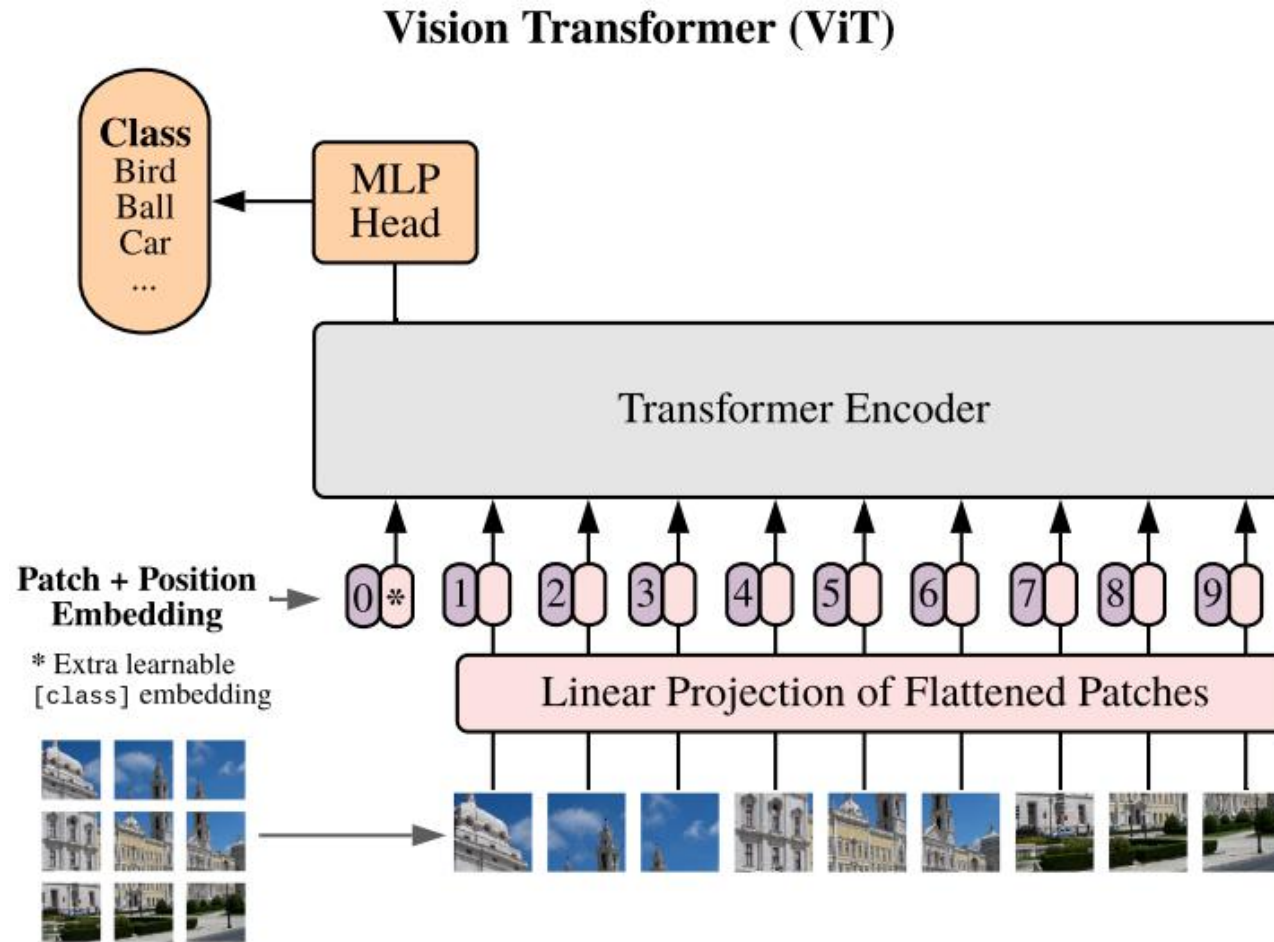 Vision Transformer (ViT)
Class
Bird
Ball
Car
...
MLP
Head
Transformer Encoder
Patch + Position
Embedding
* Extra learnable
[class] embedding
0 * 1 2 3 4 5 6 7 8 9
Linear Projection of Flattened Patches